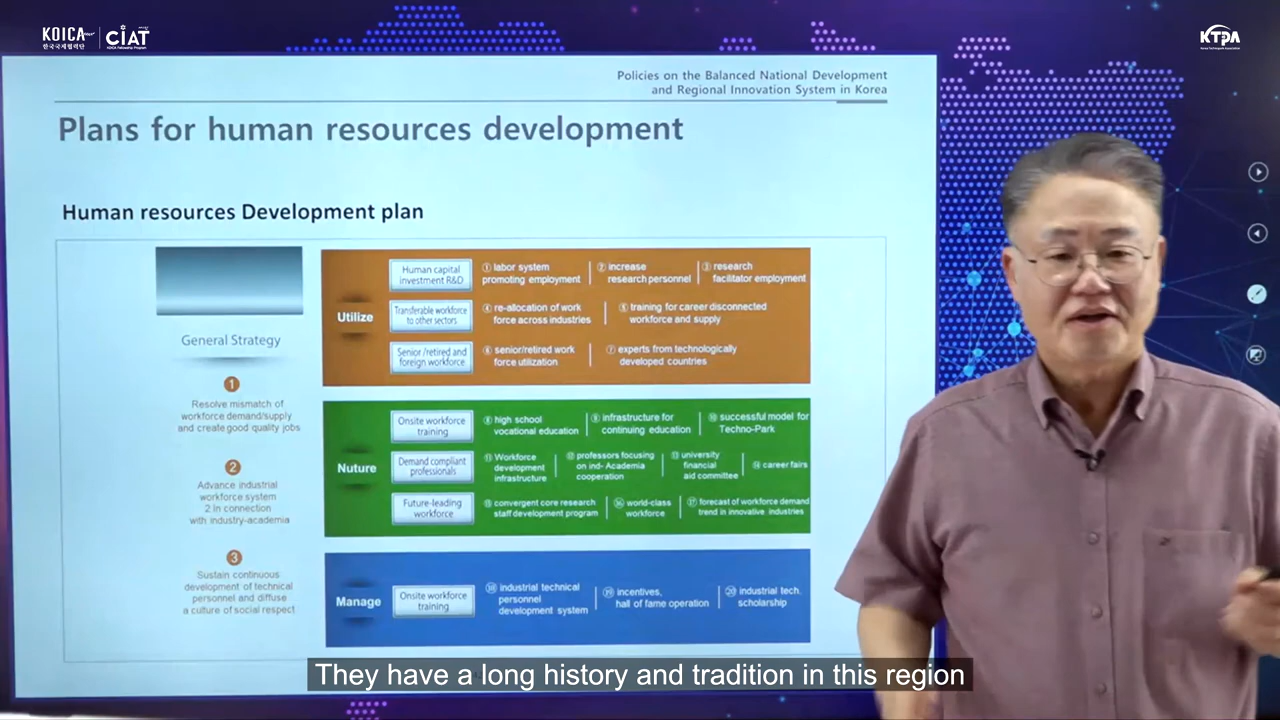 KOICA
한국국제협력단
CIAT
KOICA Fellowship Program
KTPA
Korea Technopark Association
Policies on the Balanced National Development
and Regional Innovation System in Korea
Plans for human resources development
Human resources Development plan
General Strategy
1
Resolve mismatch of
workforce demand/supply
and create good quality jobs
2
Advance industrial
workforce system
2.In connection
with industry-academia
3
Sustain continuous
development of technical
personnel and diffuse
a culture of social respect
Utilize
Human capital
investment R&D
① labor system
promoting employment
② increase
research personnel
③ research
facilitator employment
Transferable workforce
to other sectors
④ re-allocation of work
force across industries
⑤ training for career disconnected
workforce and supply
Senior /retired and
foreign workforce
⑥ senior/retired work
force utilization
⑦ experts from technologically
developed countries
Nuture
Onsite workforce
training
⑧ high school
vocational education
⑨ infrastructure for
continuing education
⑩ successful model for
Techno-Park
Demand compliant
professionals
⑪ Workforce
development
infrastructure
⑫ professors focusing
on ind- Academia
cooperation
⑬ university
financial
aid committee
⑭ career fairs
Future-leading
workforce
⑮ convergent core research
staff development program
⑯ world-class
workforce
⑰ forecast of workforce demand
trend in innovative industries
Manage
Onsite workforce
training
⑱ industrial technical
personnel
development system
⑲ incentives,
hall of fame operation
⑳ industrial tech.
scholarship
They have a long history and tradition in this region